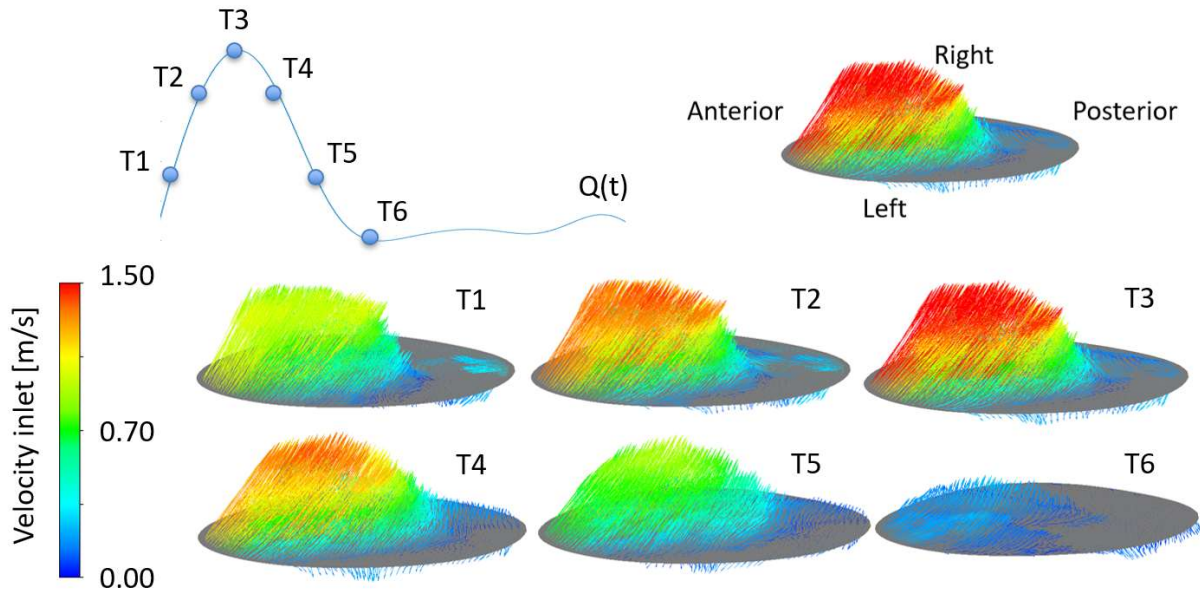 T3
T2
T4
T1
T5
T6
Q(t)
Right
Anterior
Posterior
Left
Velocity inlet [m/s]
1.50
0.70
0.00
T1
T2
T3
T4
T5
T6